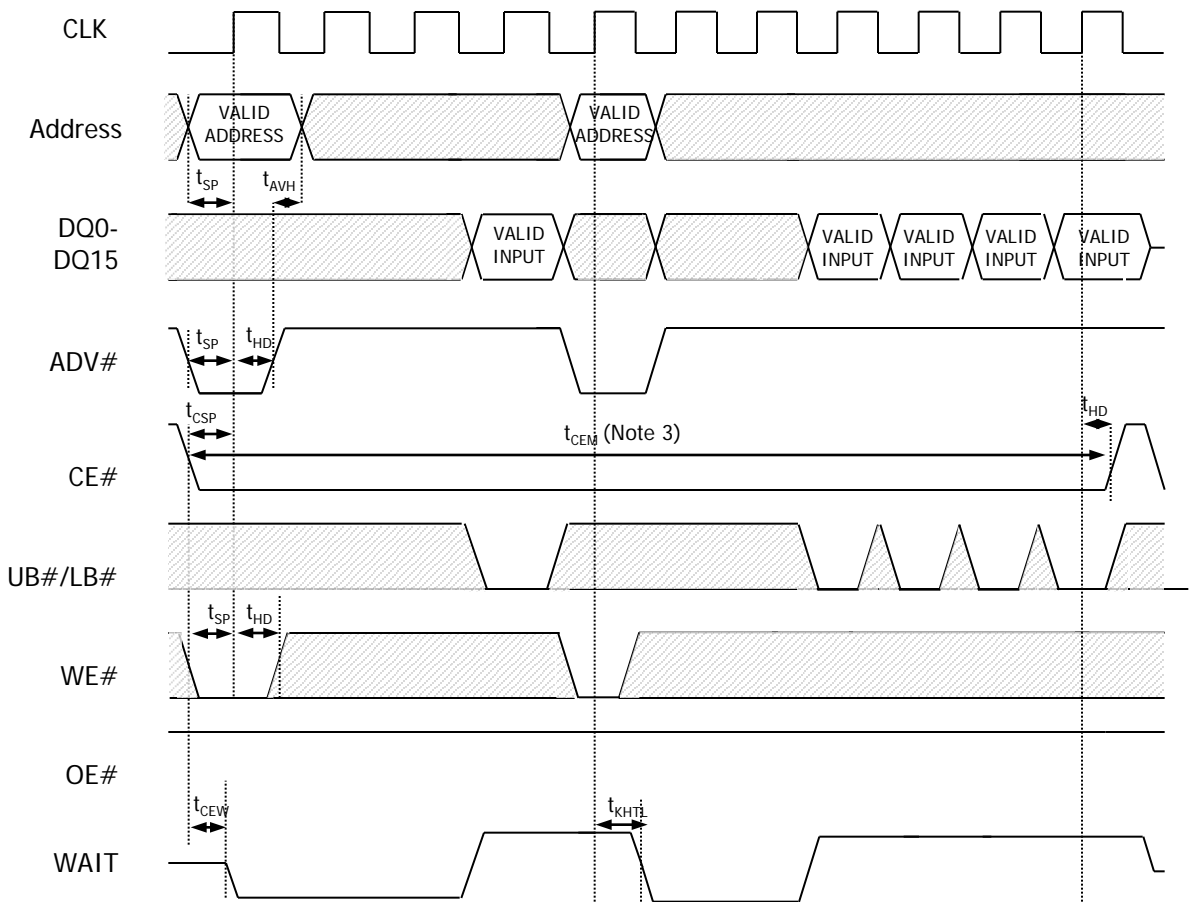 CLK
Address
VALID
ADDRESS
VALID
ADDRESS
tSP
tAVH
DQ0-
DQ15
VALID
INPUT
VALID
INPUT
VALID
INPUT
VALID
INPUT
VALID
INPUT
ADV#
tSP
tHD
CE#
tCSP
tCEM (Note 3)
tHD
UB#/LB#
WE#
tSP
tHD
OE#
WAIT
tCEW
tKHTL